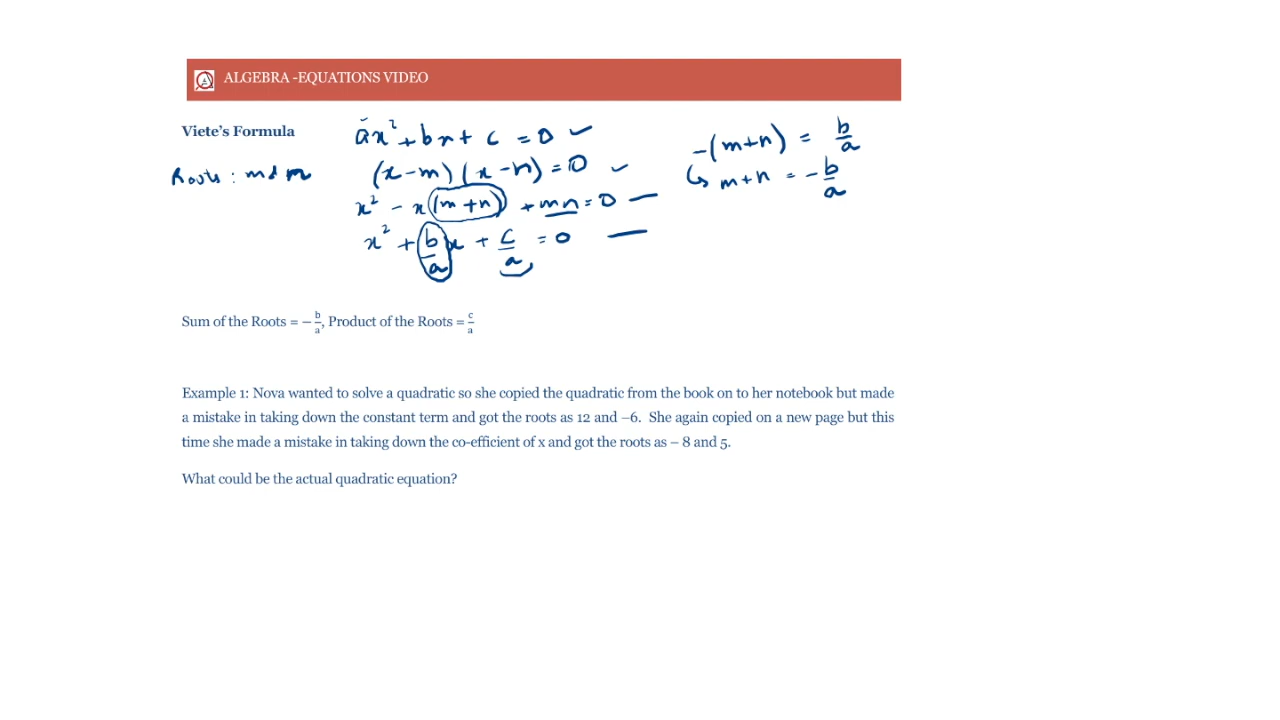 ALGEBRA -EQUATIONS VIDEO
Viete's Formula
ax² + bx + c = 0
Roots : m & n
(x-m)(x-n) = 0
x² - x(m+n) + mn = 0
x² + b/a x + c/a = 0
-(m+n) = b/a
↳ m+n = -b/a
Sum of the Roots = −b/a, Product of the Roots = c/a
Example 1: Nova wanted to solve a quadratic so she copied the quadratic from the book on to her notebook but made
a mistake in taking down the constant term and got the roots as 12 and –6. She again copied on a new page but this
time she made a mistake in taking down the co-efficient of x and got the roots as – 8 and 5.
What could be the actual quadratic equation?